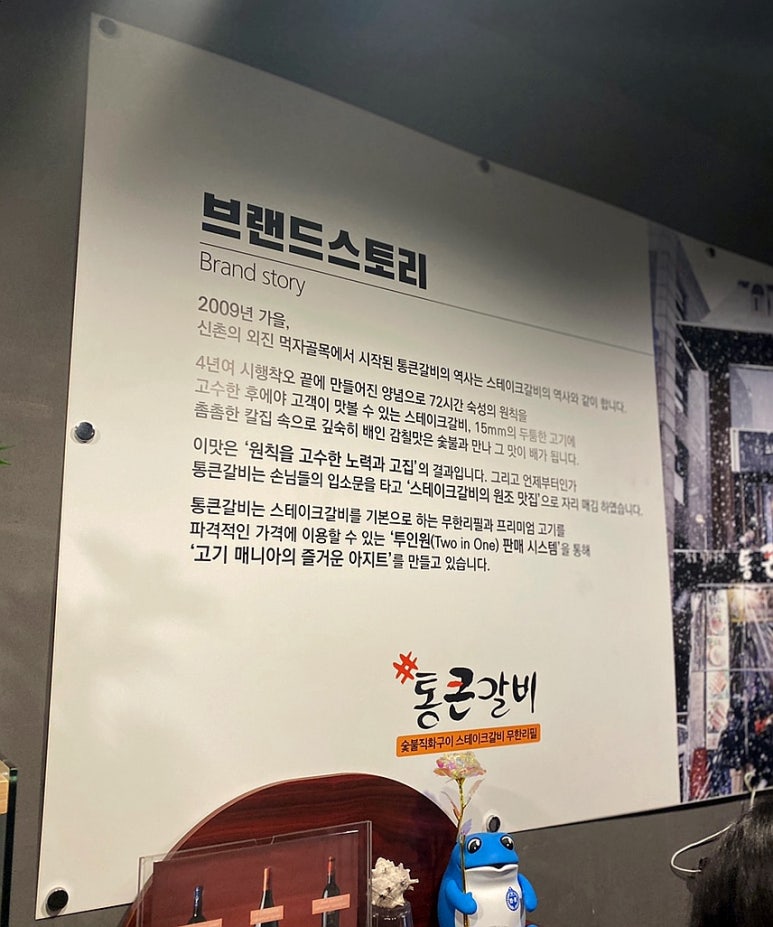 브랜드스토리
Brand story
2009년 가을,
신촌의 외진 먹자골목에서 시작된 통큰갈비의 역사는 스테이크갈비의 역사와 같이 합니다.
4년여 시행착오 끝에 만들어진 양념으로 72시간 숙성의 원칙을
고수한 후에야 고객이 맛볼 수 있는 스테이크갈비, 15mm의 두툼한 고기에
촘촘한 칼집 속으로 깊숙히 배인 감칠맛은 숯불과 만나 그 맛이 배가 됩니다.
이맛은 '원칙을 고수한 노력과 고집'의 결과입니다. 그리고 언제부터인가
통큰갈비는 손님들의 입소문을 타고 '스테이크갈비의 원조 맛집'으로 자리 매김 하였습니다.
통큰갈비는 스테이크갈비를 기본으로 하는 무한리필과 프리미엄 고기를
파격적인 가격에 이용할 수 있는 '투인원(Two in One) 판매 시스템'을 통해
'고기 매니아의 즐거운 아지트'를 만들고 있습니다.
#통큰갈비
숯불직화구이 스테이크갈비 무한리필